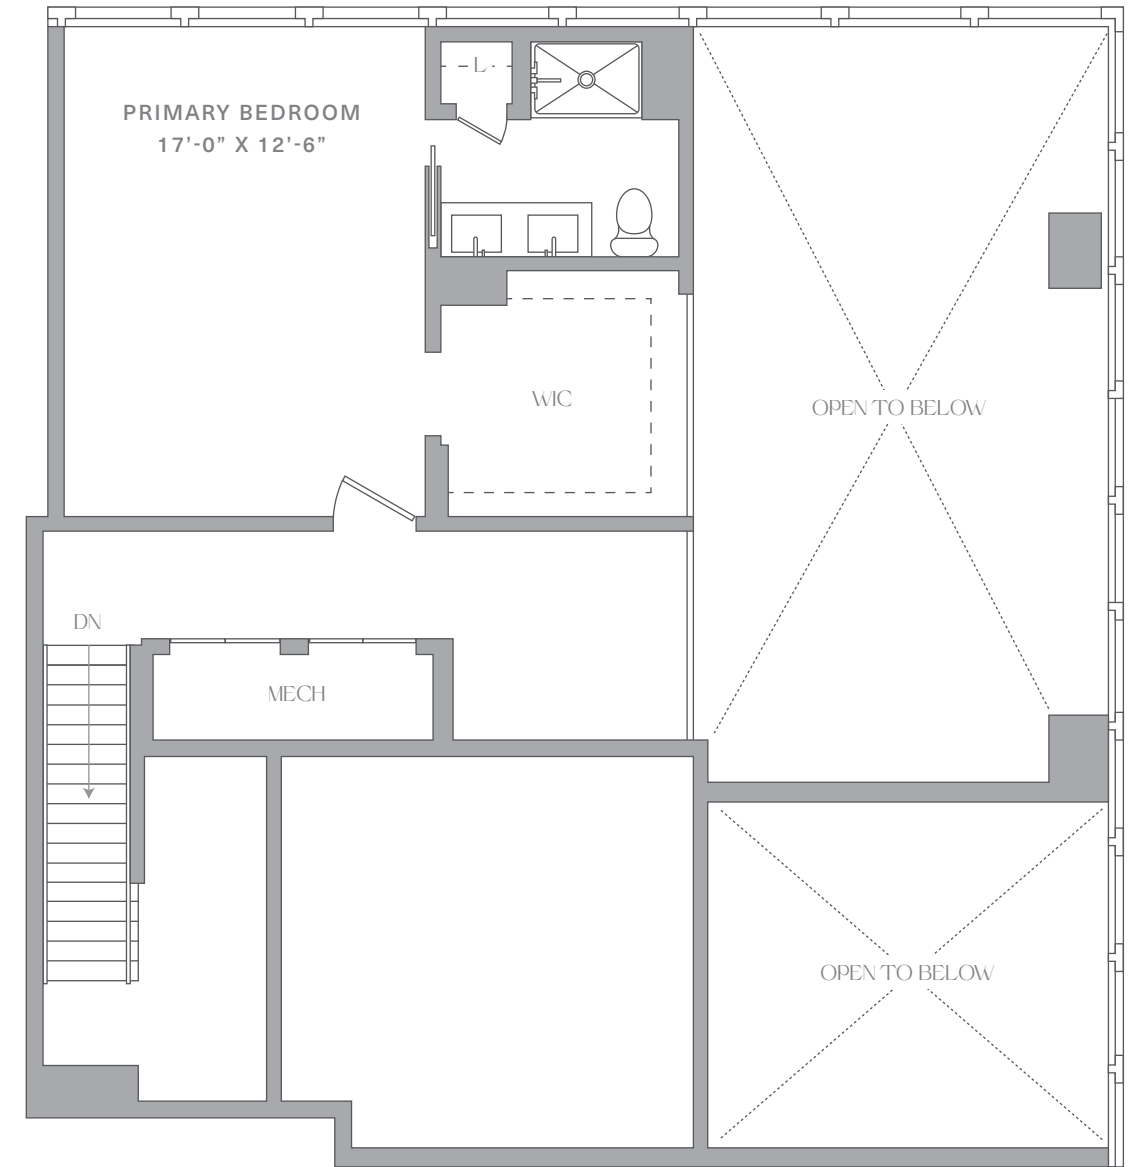 L
PRIMARY BEDROOM
17’-0” X 12’-6”
WIC
OPEN TO BELOW
DN
MECH
OPEN TO BELOW